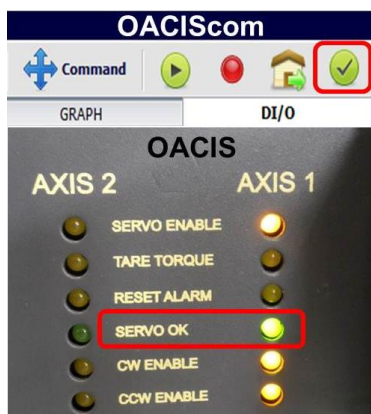 OACIScom
Command
GRAPH DI/O
OACIS
AXIS 2 AXIS 1
SERVO ENABLE
TARE TORQUE
RESET ALARM
SERVO OK
CW ENABLE
CCW ENABLE